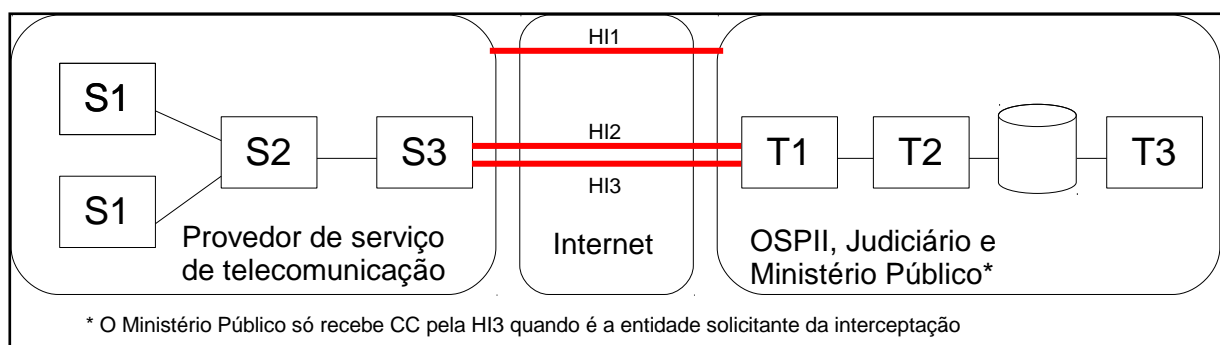 HI1
S1
S2
S3
HI2
T1
T2
T3
S1
HI3
Provedor de serviço
de telecomunicação
Internet
OSPII, Judiciário e
Ministério Público*
* O Ministério Público só recebe CC pela HI3 quando é a entidade solicitante da interceptação